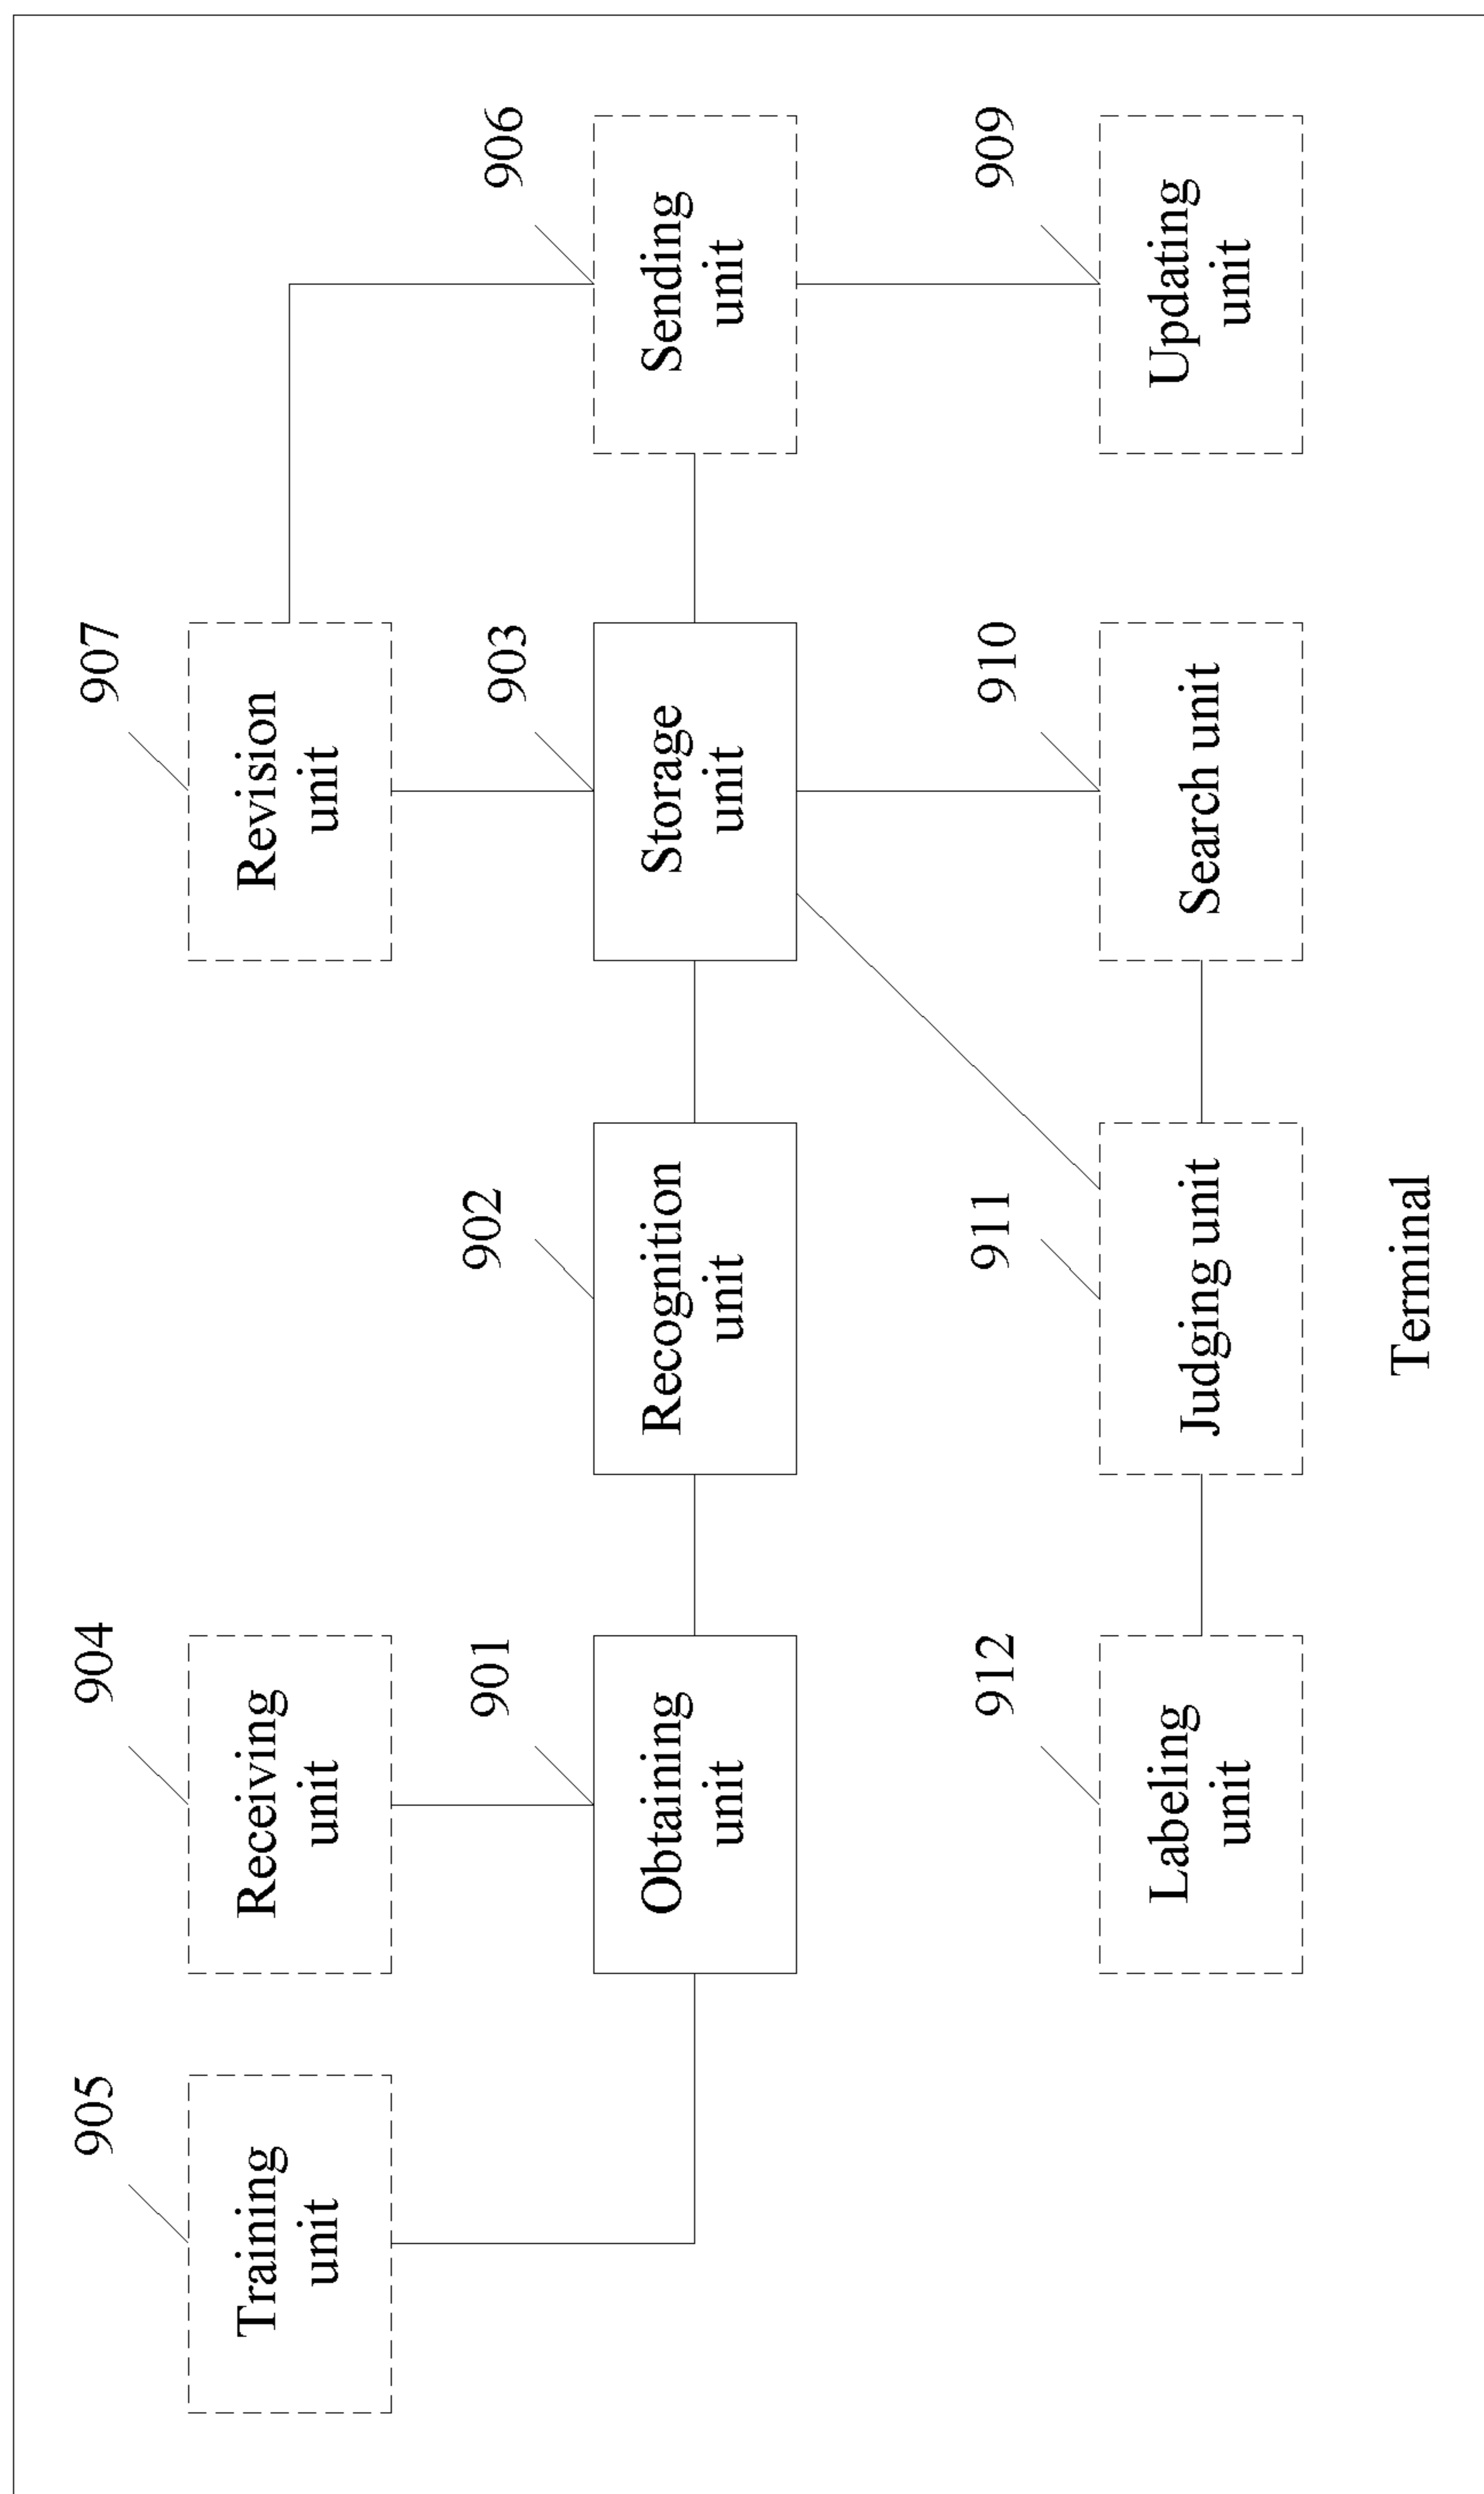 905
904
907
Training
unit
Receiving
unit
Revision
unit
901
902
903
906
Obtaining
unit
Recognition
unit
Storage
unit
Sending
unit
912
911
910
909
Labeling
unit
Judging unit
Search unit
Updating
unit
Terminal